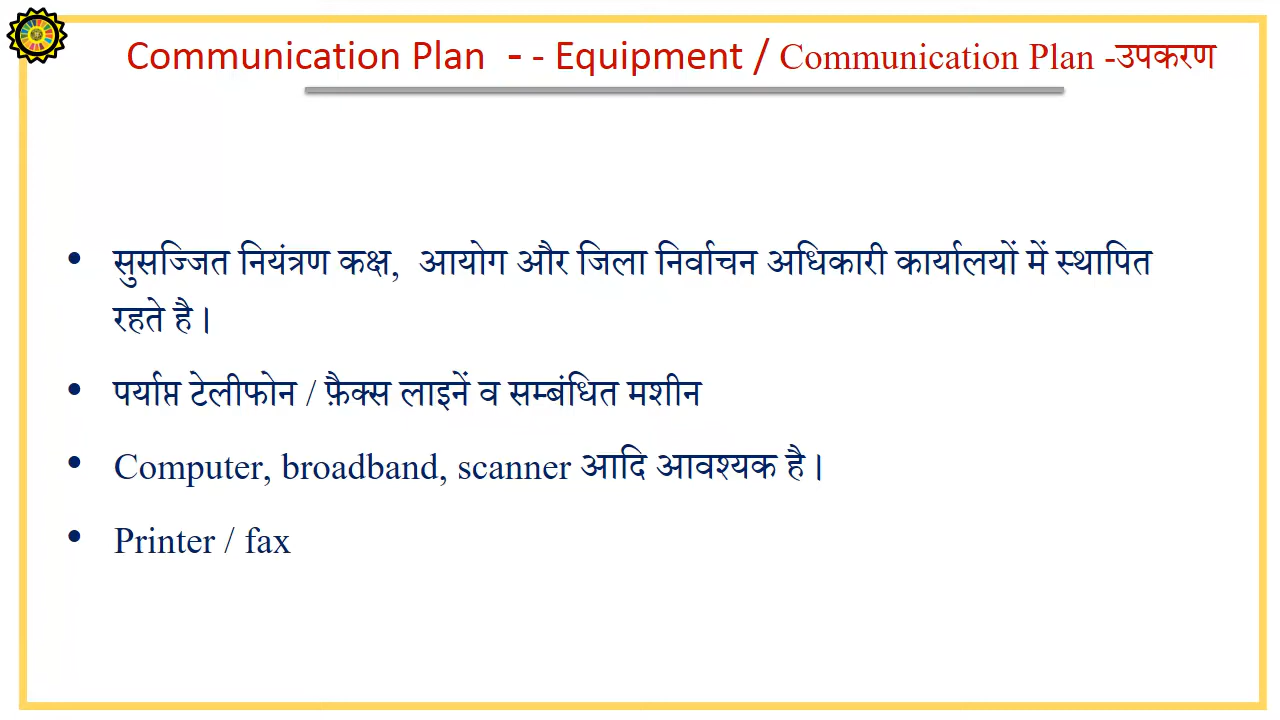 Communication Plan - - Equipment / Communication Plan -उपकरण
• सुसज्जित नियंत्रण कक्ष, आयोग और जिला निर्वाचन अधिकारी कार्यालयों में स्थापित
रहते है।
• पर्याप्त टेलीफोन / फ़ैक्स लाइनें व सम्बंधित मशीन
• Computer, broadband, scanner आदि आवश्यक है।
• Printer / fax